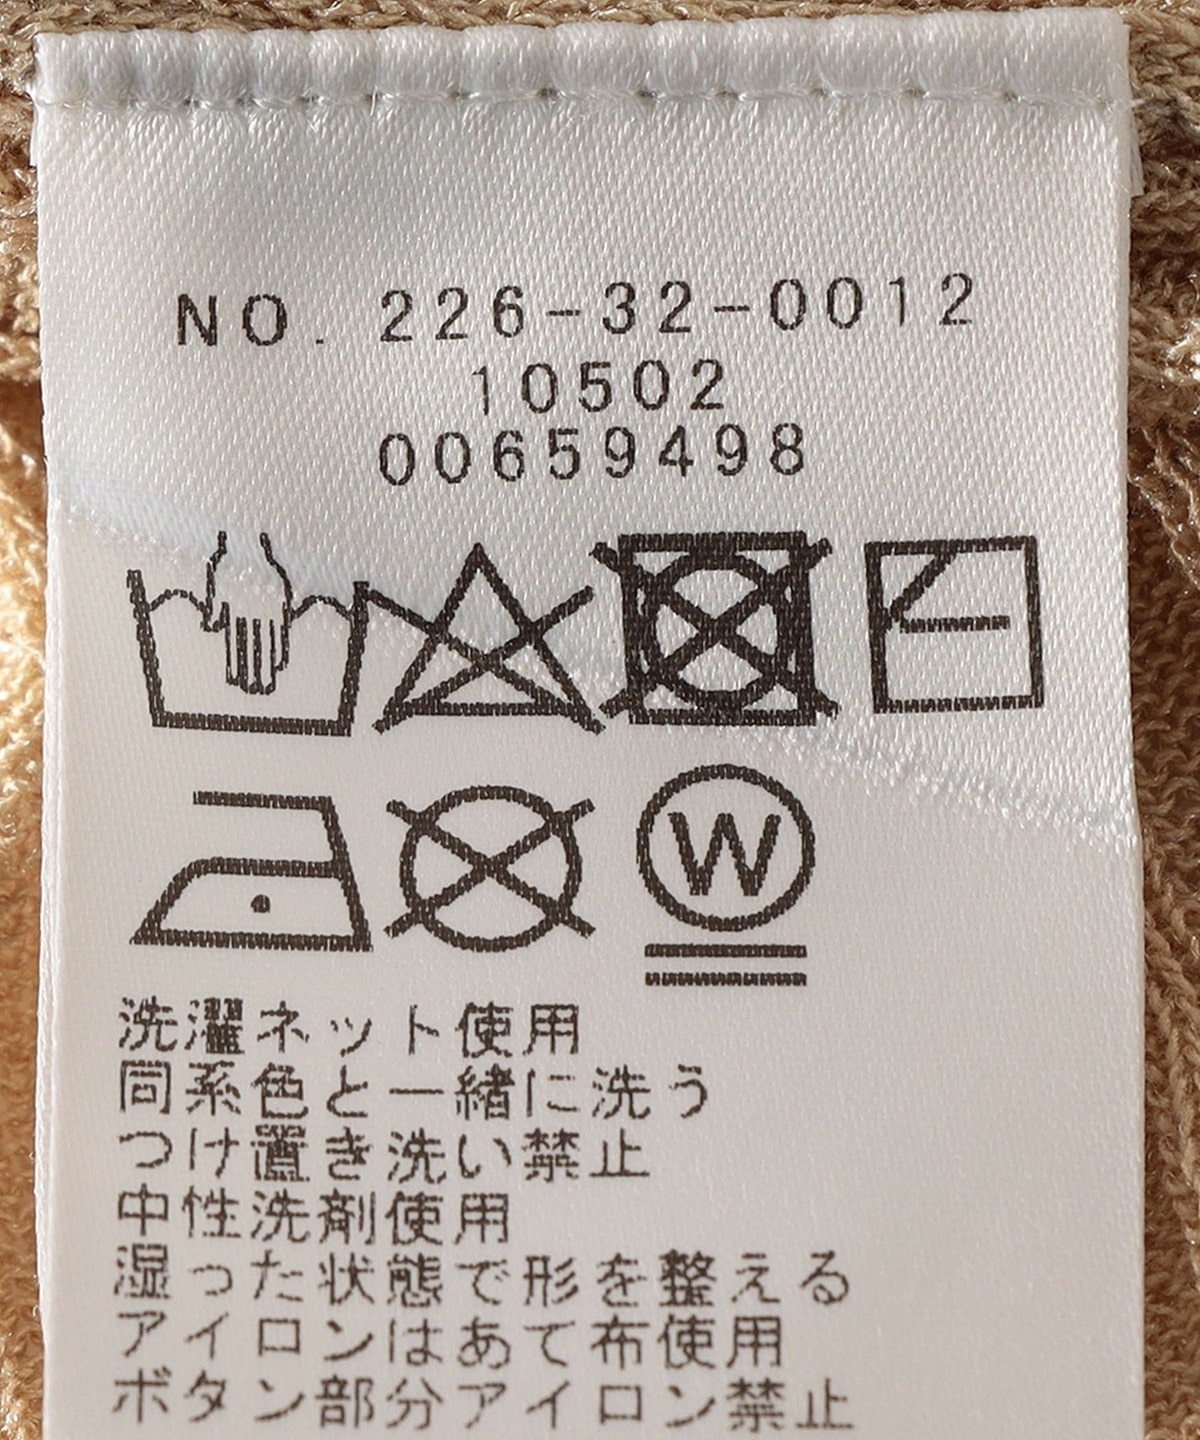 NO. 226-32-0012
10502
00659498
W
洗濯ネット使用
同系色と一緒に洗う
つけ置き洗い禁止
中性洗剤使用
湿った状態で形を整える
アイロンはあて布使用
ボタン部分アイロン禁止